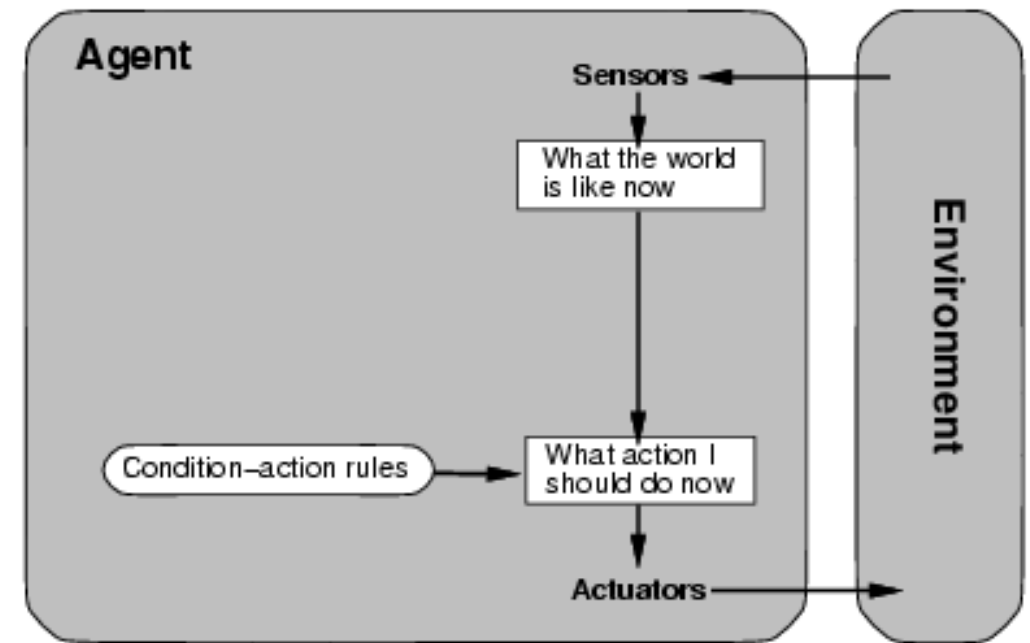 Agent
Sensors
What the world
is like now
Environment
Condition–action rules
What action I
should do now
Actuators